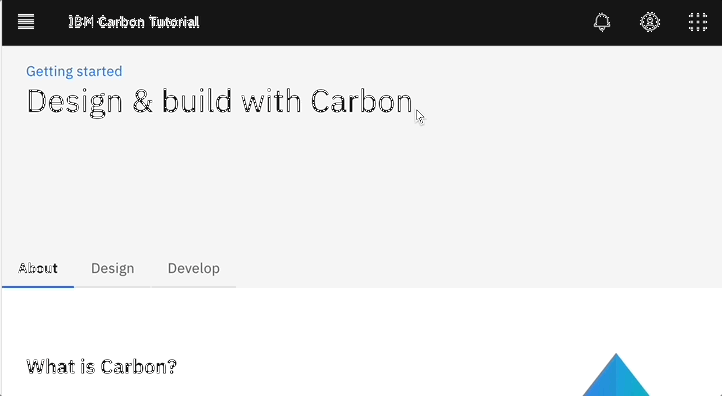 IBM Carbon Tutorial
Getting started
Design & build with Carbon
About Design Develop
What is Carbon?